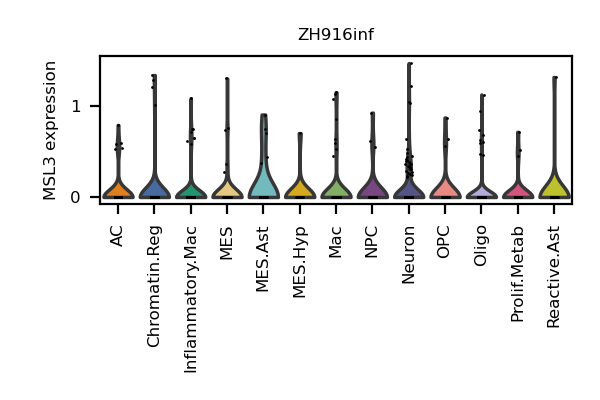 ZH916inf
MSL3 expression
1
0
AC
Chromatin.Reg
Inflammatory.Mac
MES
MES.Ast
MES.Hyp
Mac
NPC
Neuron
OPC
Oligo
Prolif.Metab
Reactive.Ast